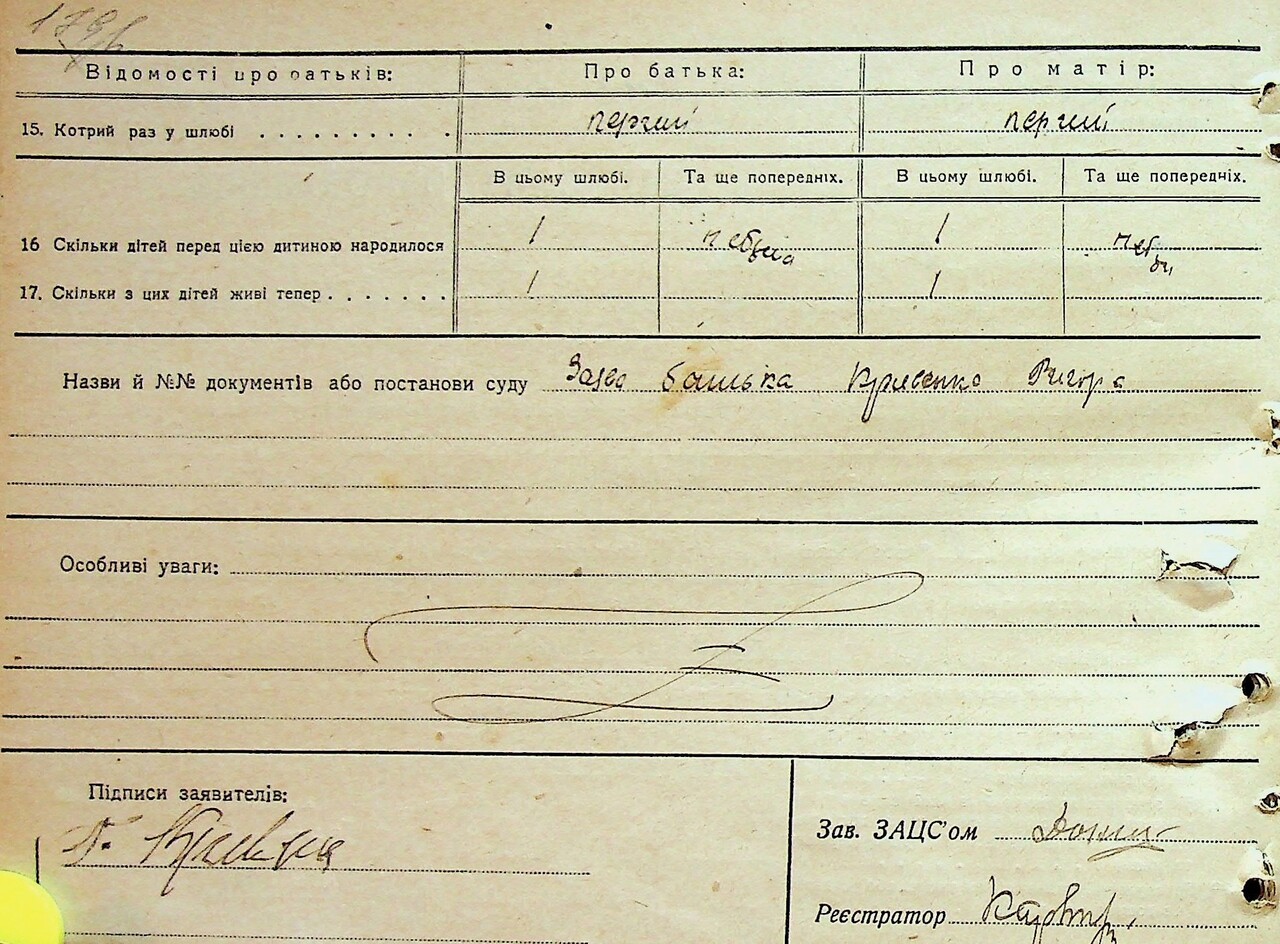 Відомості про батьків: Про батька: Про матір:
15. Котрий раз у шлюбі перший перший
В цьому шлюбі. Та ще попередніх. В цьому шлюбі. Та ще попередніх.
16 Скільки дітей перед цією дитиною народилося 1 1
17. Скільки з цих дітей живі тепер 1 1
Назви й №№ документів або постанови суду батька
Особливі уваги:
Підписи заявителів:
Зав. ЗАЦС'ом
Реєстратор